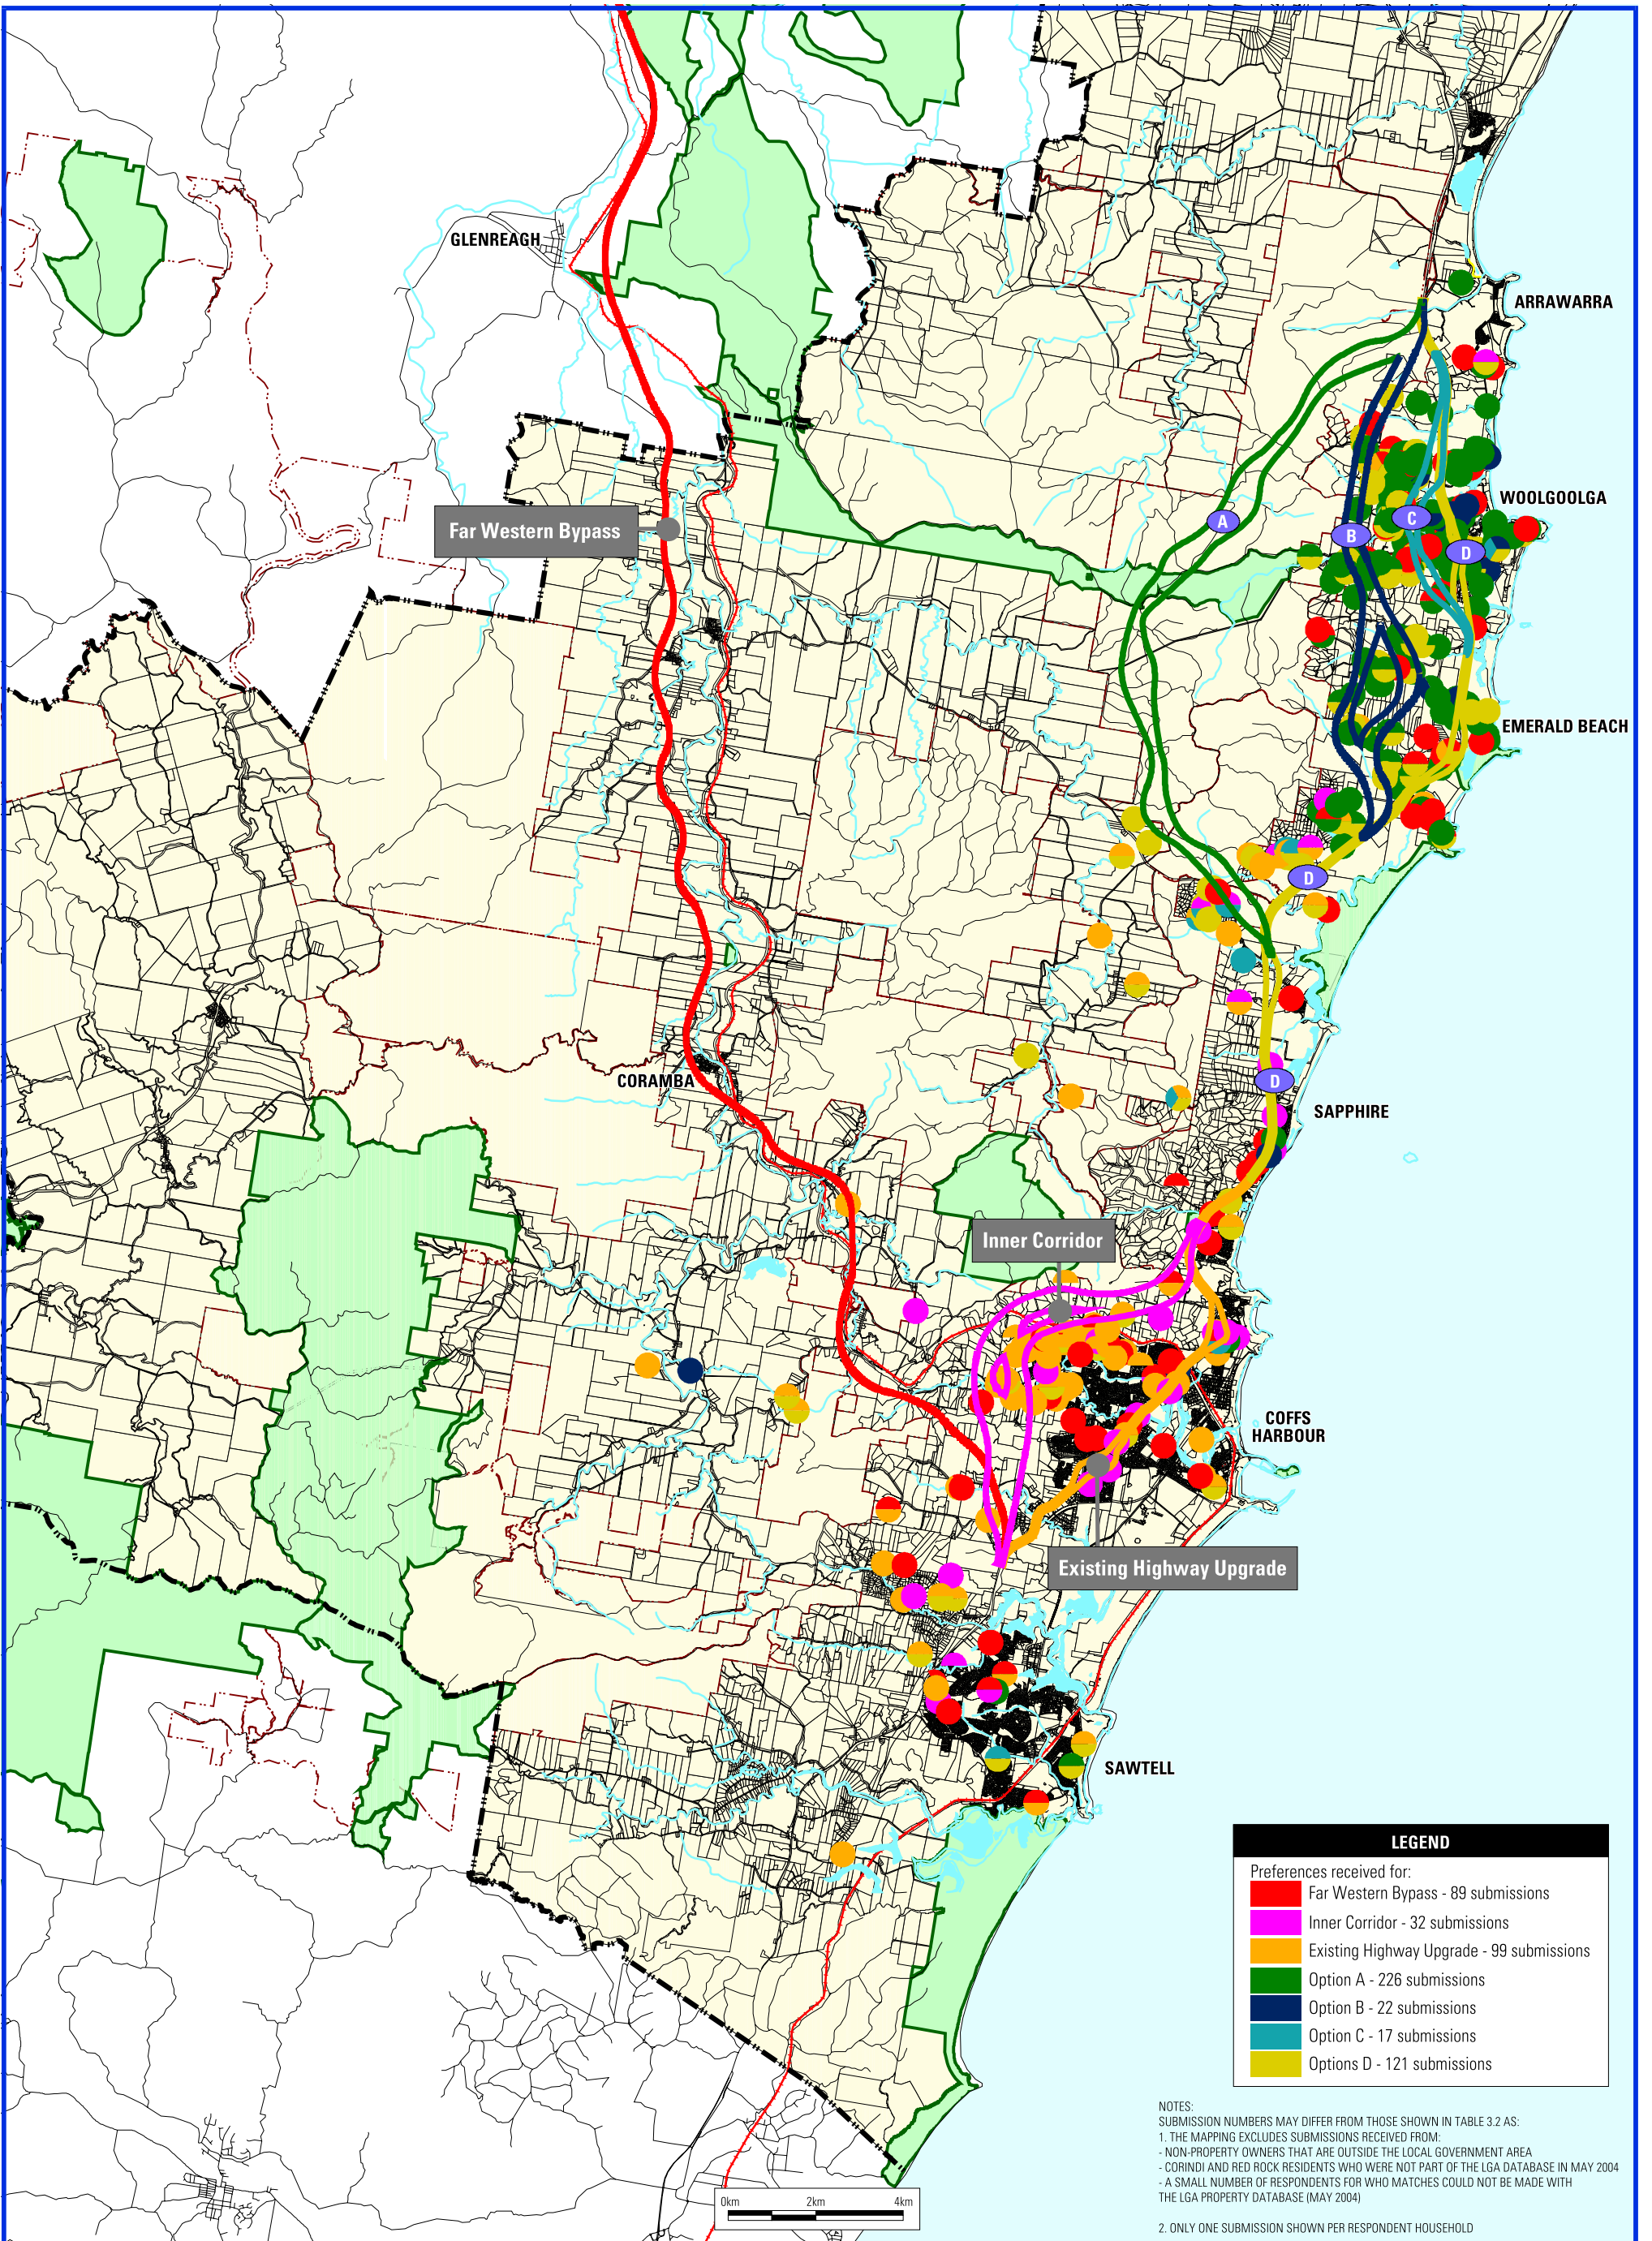 GLENREAGH
ARRAWARRA
Far Western Bypass
A
B
C
D
WOOLGOOLGA
EMERALD BEACH
D
CORAMBA
D
SAPPHIRE
Inner Corridor
COFFS
HARBOUR
Existing Highway Upgrade
SAWTELL
LEGEND
Preferences received for:
Far Western Bypass - 89 submissions
Inner Corridor - 32 submissions
Existing Highway Upgrade - 99 submissions
Option A - 226 submissions
Option B - 22 submissions
Option C - 17 submissions
Options D - 121 submissions
NOTES:
SUBMISSION NUMBERS MAY DIFFER FROM THOSE SHOWN IN TABLE 3.2 AS:
1. THE MAPPING EXCLUDES SUBMISSIONS RECEIVED FROM:
- NON-PROPERTY OWNERS THAT ARE OUTSIDE THE LOCAL GOVERNMENT AREA
- CORINDI AND RED ROCK RESIDENTS WHO WERE NOT PART OF THE LGA DATABASE IN MAY 2004
- A SMALL NUMBER OF RESPONDENTS FOR WHO MATCHES COULD NOT BE MADE WITH
THE LGA PROPERTY DATABASE (MAY 2004)
2. ONLY ONE SUBMISSION SHOWN PER RESPONDENT HOUSEHOLD
0km 2km 4km